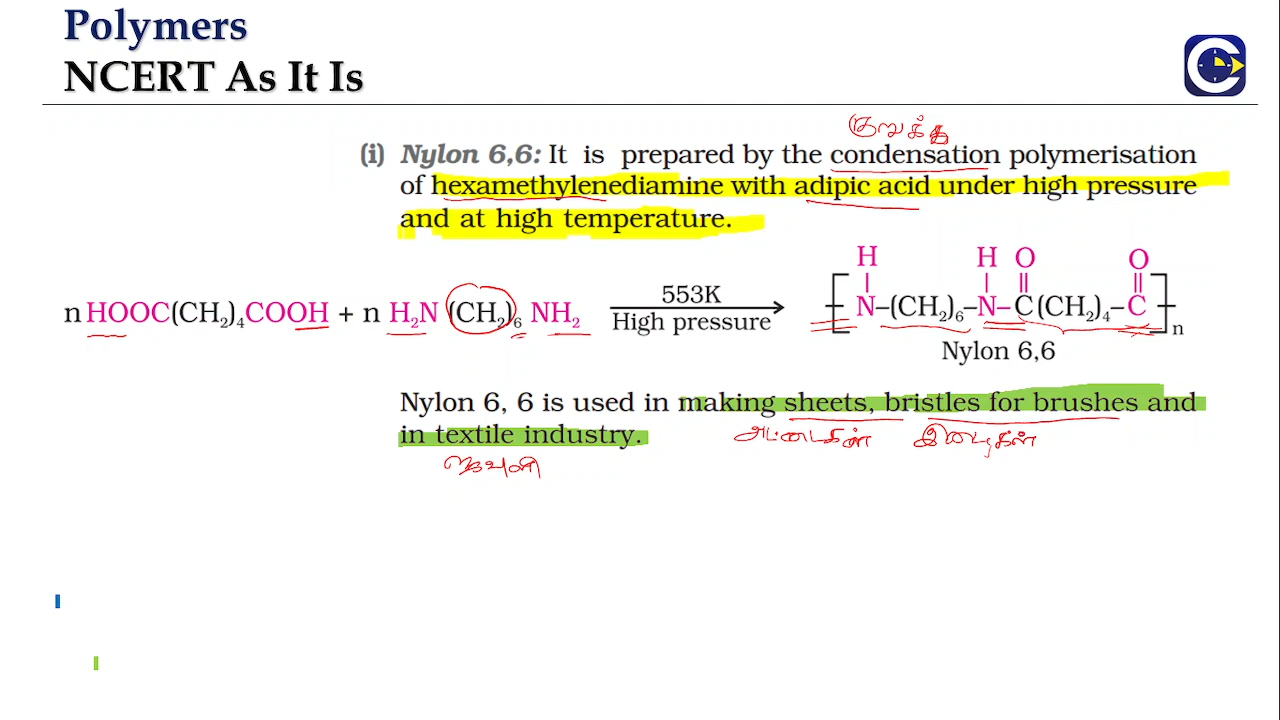 Polymers
NCERT As It Is
குறுக்க
(i) Nylon 6,6: It is prepared by the condensation polymerisation
of hexamethylenediamine with adipic acid under high pressure
and at high temperature.
H H O O
n HOOC(CH₂)₄COOH + n H₂N (CH₂)₆ NH₂ 553K High pressure [N–(CH₂)₆–N–C(CH₂)₄–C]n
Nylon 6,6
Nylon 6, 6 is used in making sheets, bristles for brushes and
in textile industry.